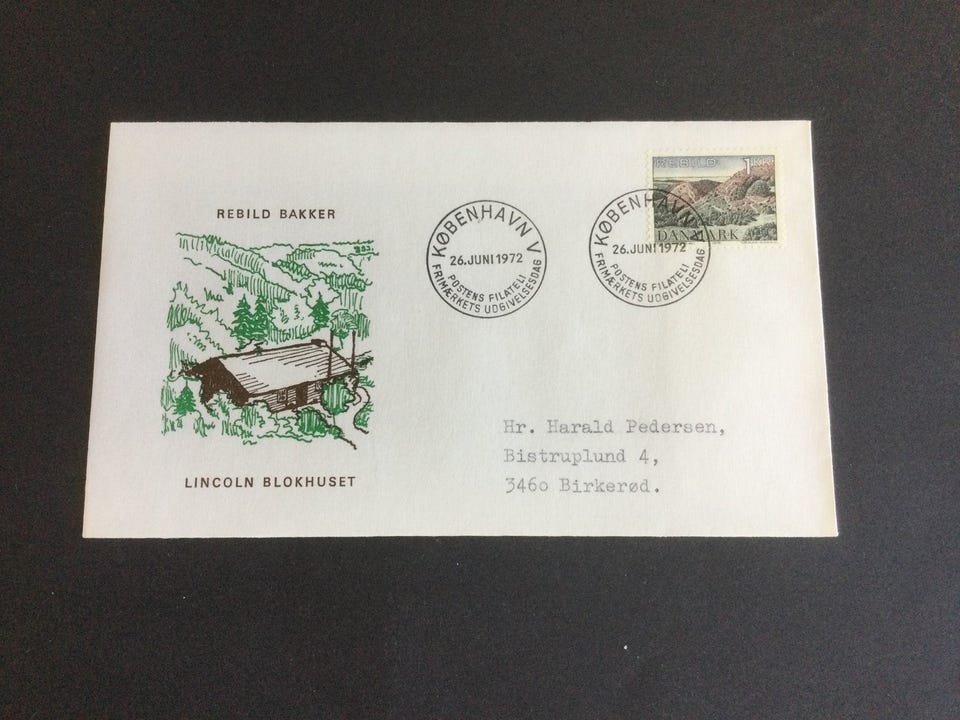 REBILD BAKKER
LINCOLN BLOKHUSET
KØBENHAVN V
26.JUNI 1972
POSTENS FILATELI
FRIMÆRKETS UDGIVELSESDAG
KØBENHAVN V
26.JUNI 1972
POSTENS FILATELI
FRIMÆRKETS UDGIVELSESDAG
REBILD 1 KR
DANMARK
Hr. Harald Pedersen,
Bistruplund 4,
346o Birkerød.